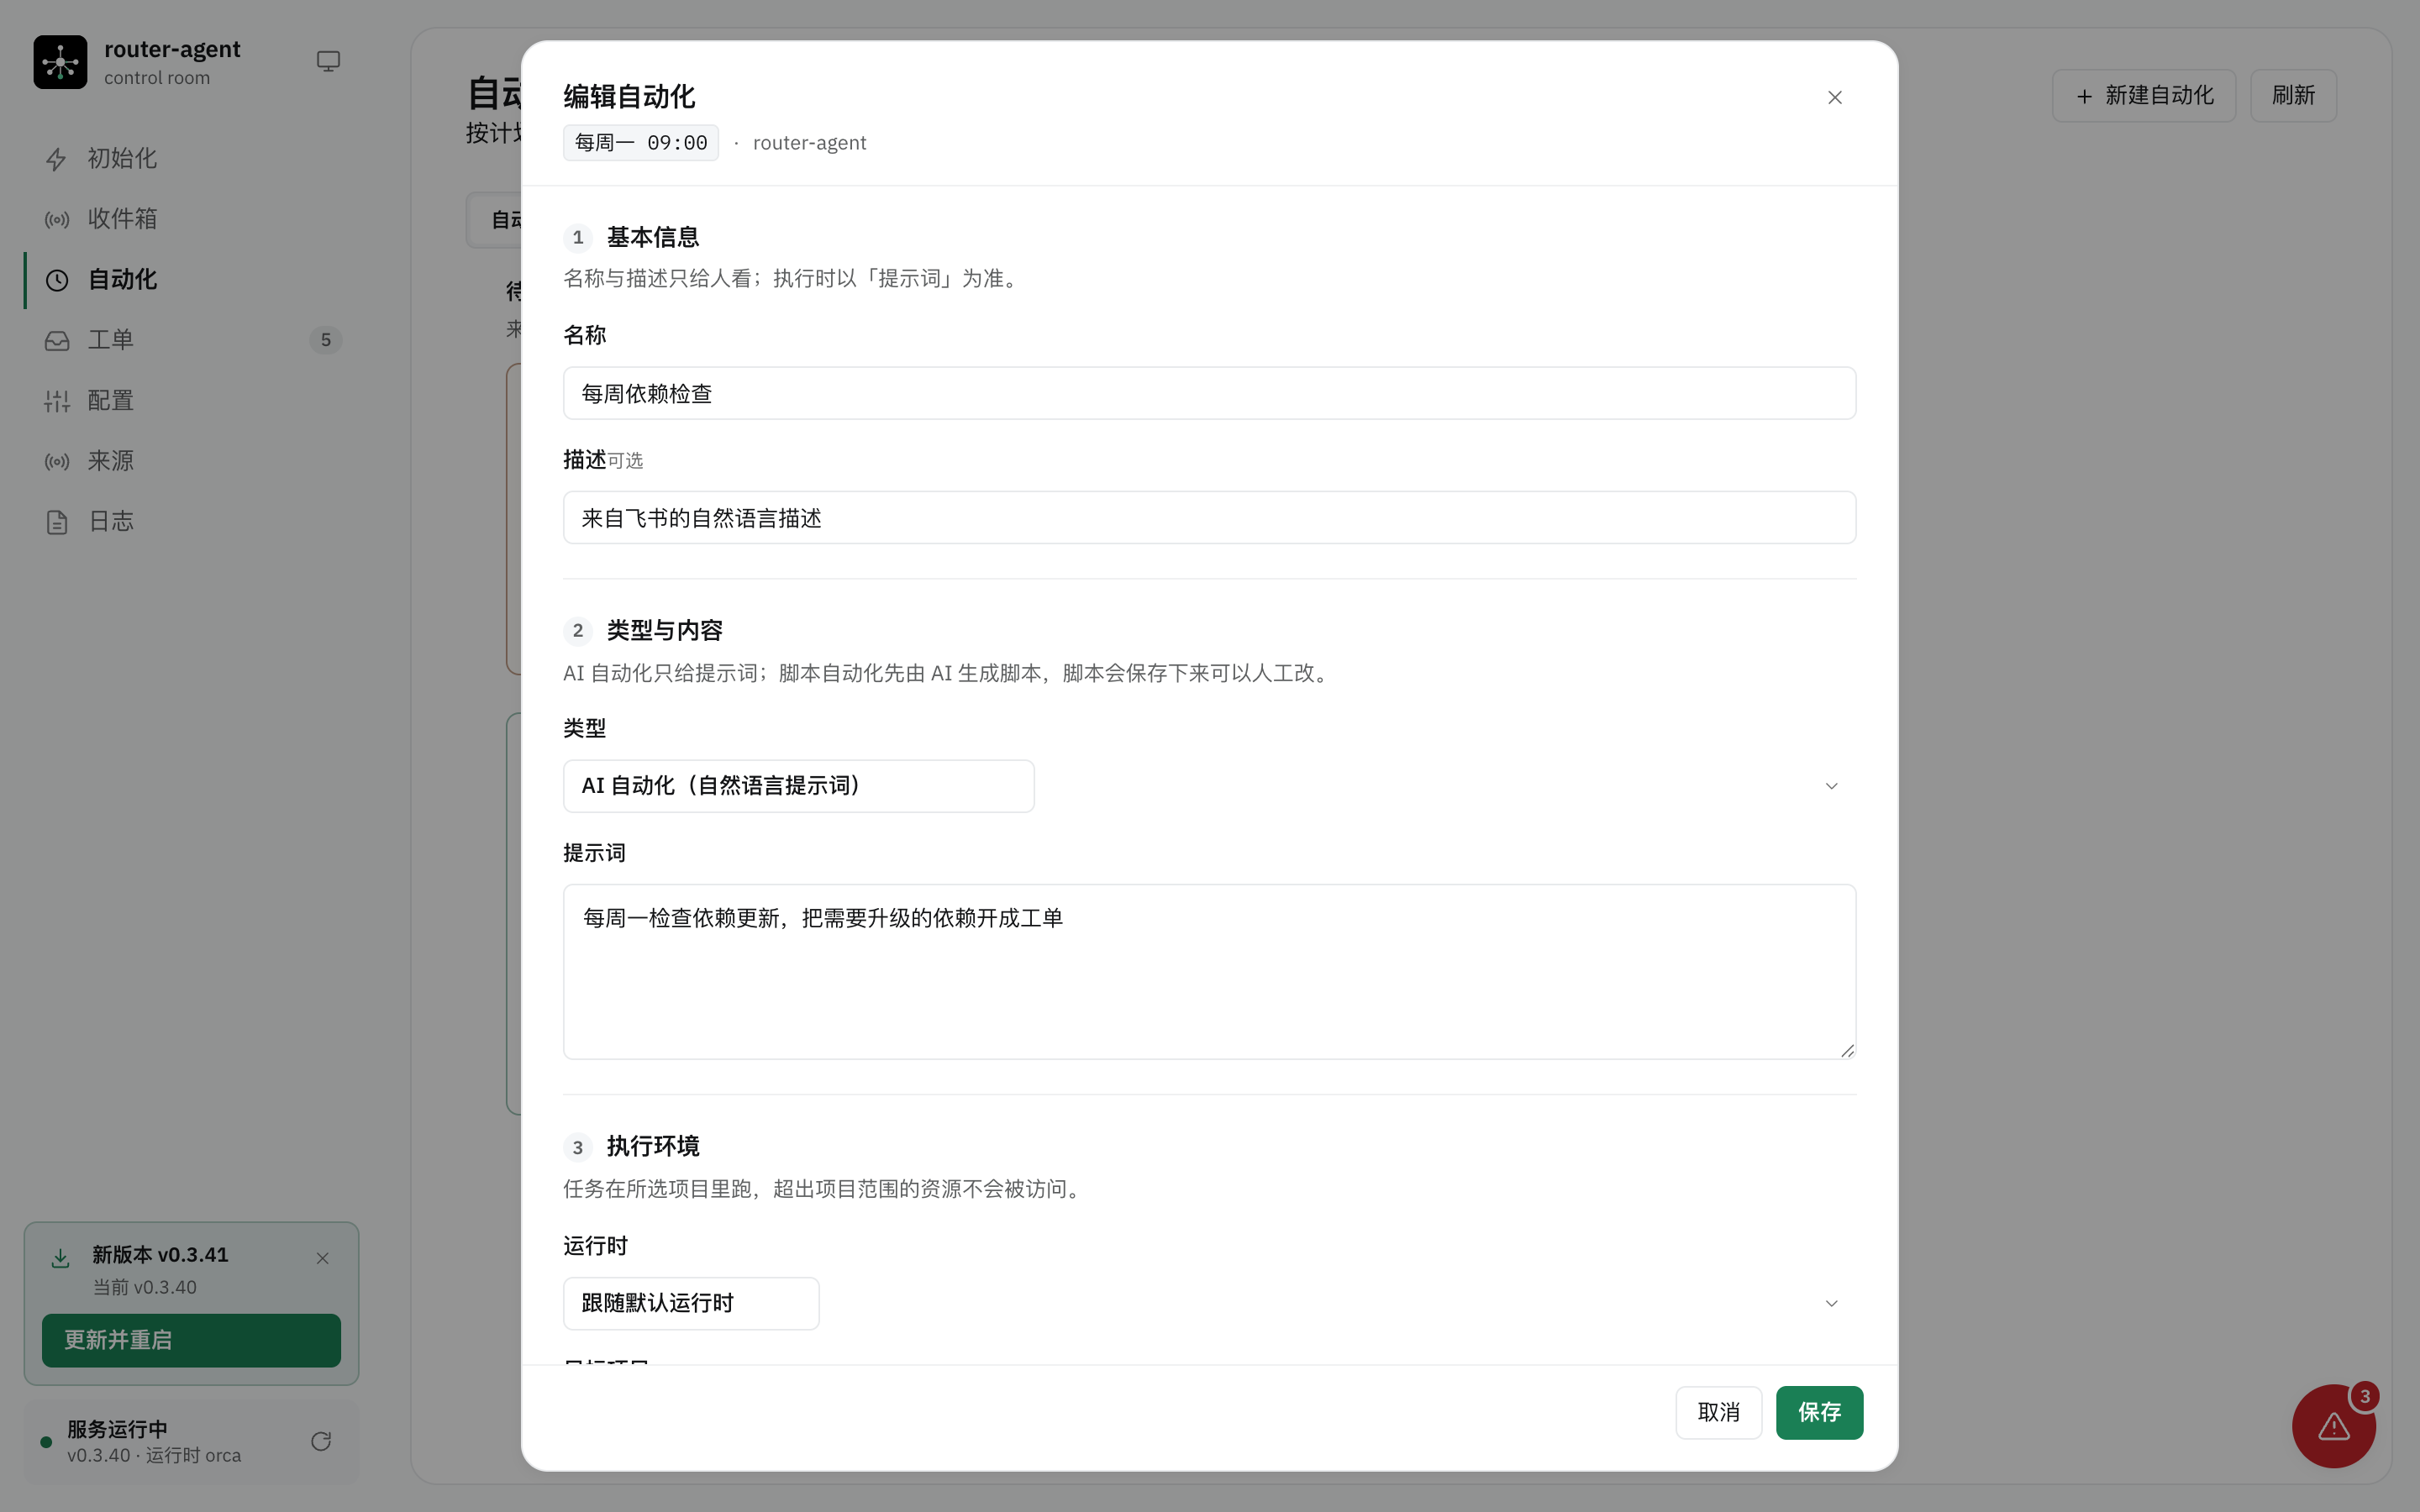 router-agent
control room
初始化
收件箱
自动化
工单
5
配置
来源
日志
新版本 v0.3.41
当前 v0.3.40
更新并重启
服务运行中
v0.3.40 · 运行时 orca
新建自动化
刷新
编辑自动化
每周一 09:00 · router-agent
1 基本信息
名称与描述只给人看；执行时以「提示词」为准。
名称
每周依赖检查
描述可选
来自飞书的自然语言描述
2 类型与内容
AI 自动化只给提示词；脚本自动化先由 AI 生成脚本，脚本会保存下来可以人工改。
类型
AI 自动化（自然语言提示词）
提示词
每周一检查依赖更新，把需要升级的依赖开成工单
3 执行环境
任务在所选项目里跑，超出项目范围的资源不会被访问。
运行时
跟随默认运行时
取消
保存
3